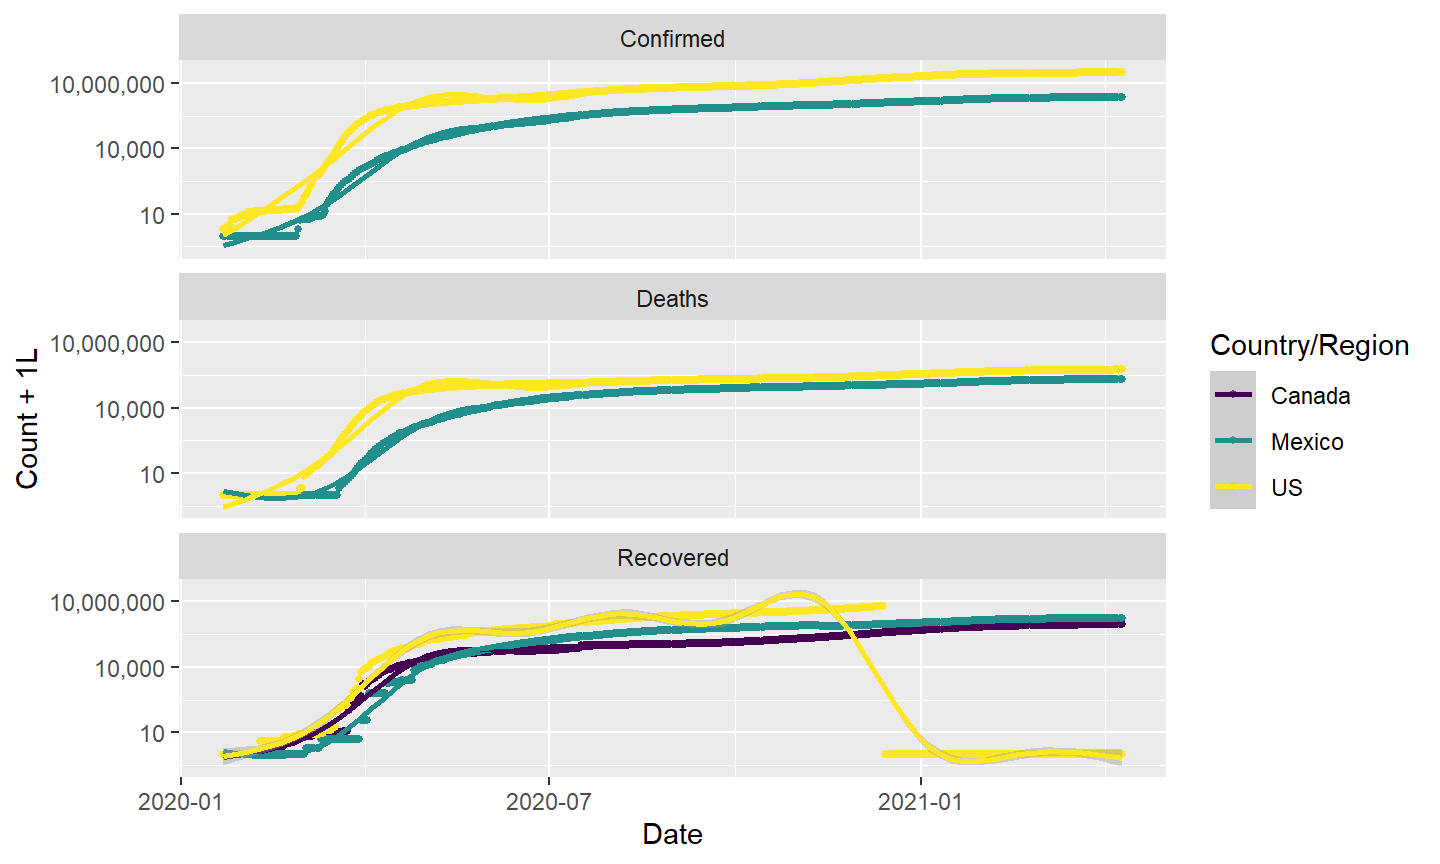 Confirmed
10,000,000
10,000
10
Deaths
10,000,000
10,000
10
Recovered
10,000,000
10,000
10
2020-01
2020-07
2021-01
Date
Count + 1L
Country/Region
Canada
Mexico
US